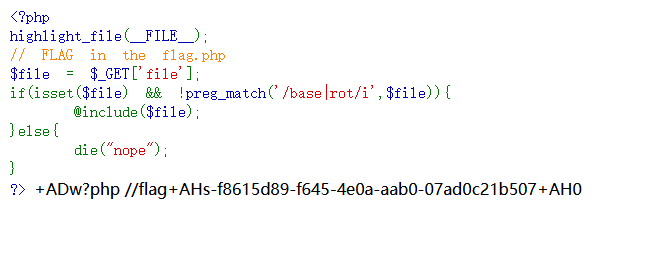 <?php
highlight_file(__FILE__);
// FLAG in the flag.php
$file = $_GET['file'];
if(isset($file) && !preg_match('/base|rot/i',$file)){
        @include($file);
}else{
        die("nope");
}
?> +ADw?php //flag+AHs-f8615d89-f645-4e0a-aab0-07ad0c21b507+AH0